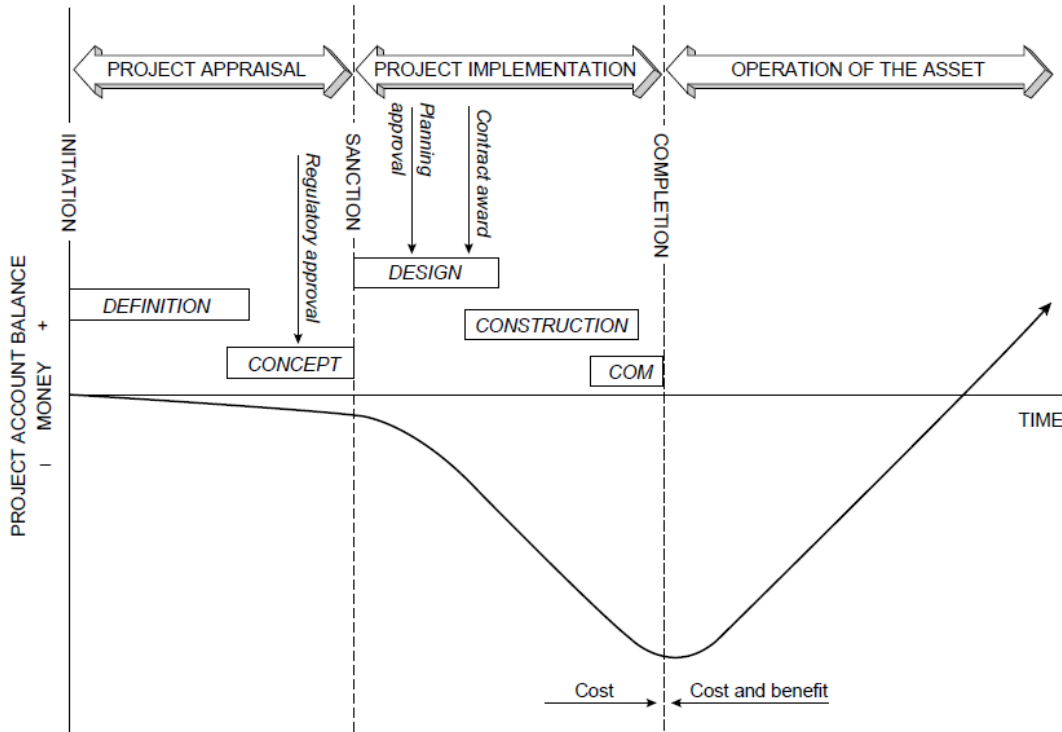 PROJECT APPRAISAL
PROJECT IMPLEMENTATION
OPERATION OF THE ASSET
INITIATION
SANCTION
COMPLETION
Regulatory approval
Planning
approval
Contract award
DESIGN
DEFINITION
CONSTRUCTION
CONCEPT
COM
PROJECT ACCOUNT BALANCE
– MONEY +
TIME
Cost
Cost and benefit